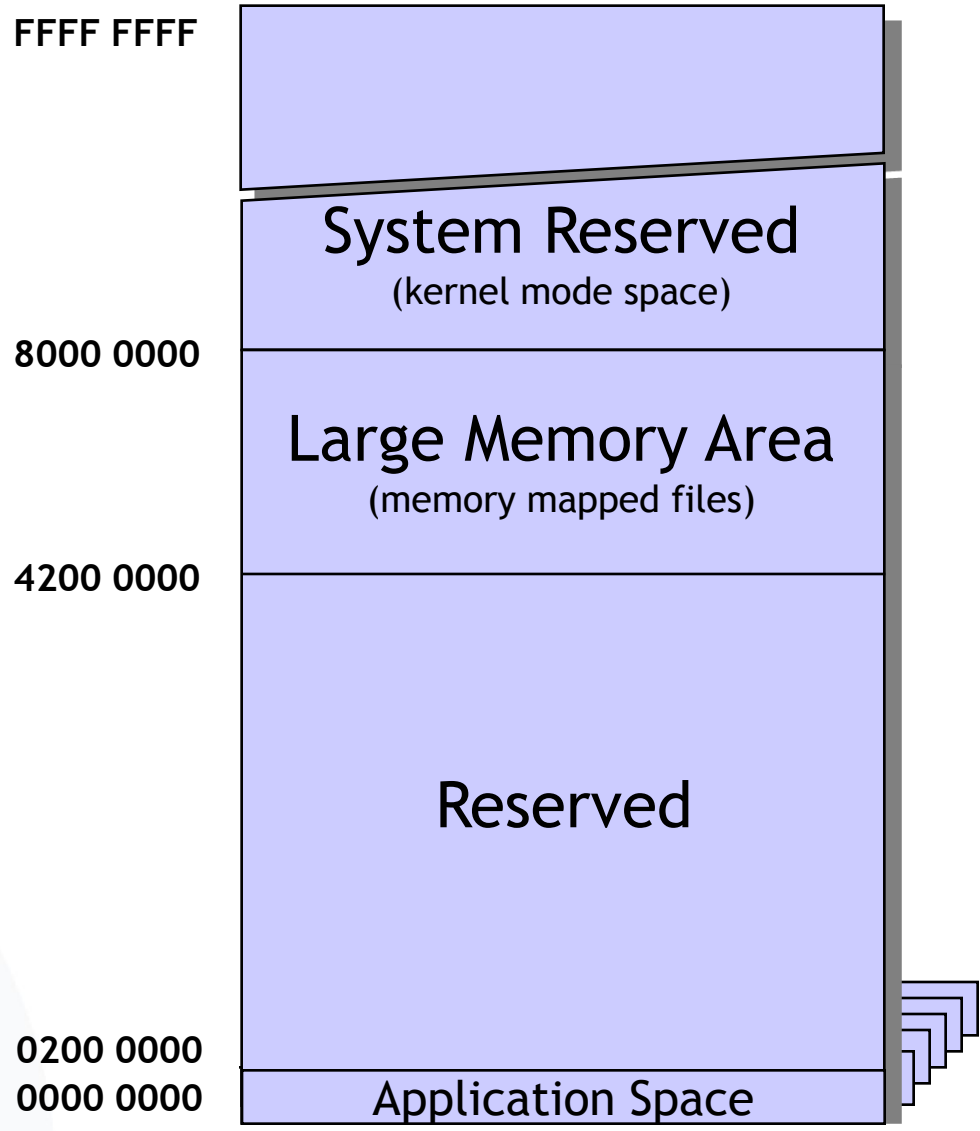 FFFF FFFF
System Reserved
(kernel mode space)
8000 0000
Large Memory Area
(memory mapped files)
4200 0000
Reserved
0200 0000
0000 0000
Application Space